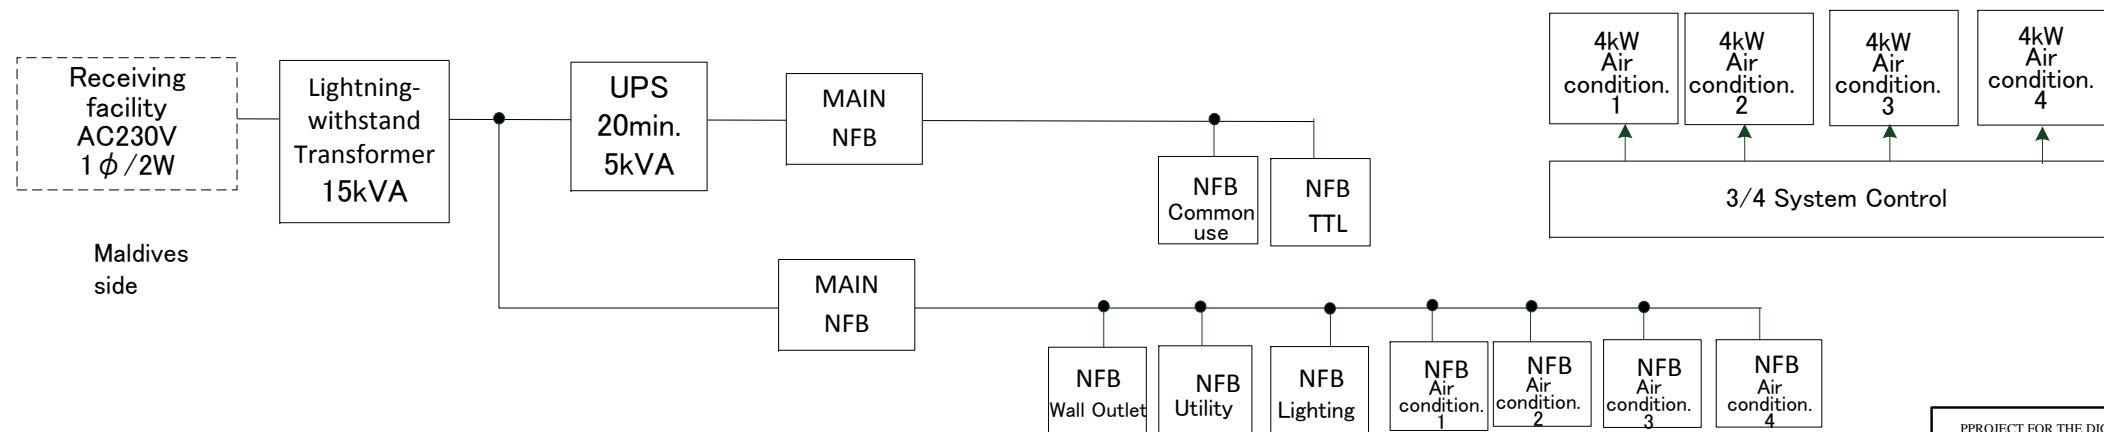 Receiving
facility
AC230V
1φ/2W
Maldives
side
Lightning-
withstand
Transformer
15kVA
UPS
20min.
5kVA
MAIN
NFB
NFB
Common
use
NFB
TTL
MAIN
NFB
NFB
Wall Outlet
NFB
Utility
NFB
Lighting
NFB
Air
condition.
1
NFB
Air
condition.
2
NFB
Air
condition.
3
NFB
Air
condition.
4
4kW
Air
condition.
1
4kW
Air
condition.
2
4kW
Air
condition.
3
4kW
Air
condition.
4
3/4 System Control
PPROJECT FOR THE